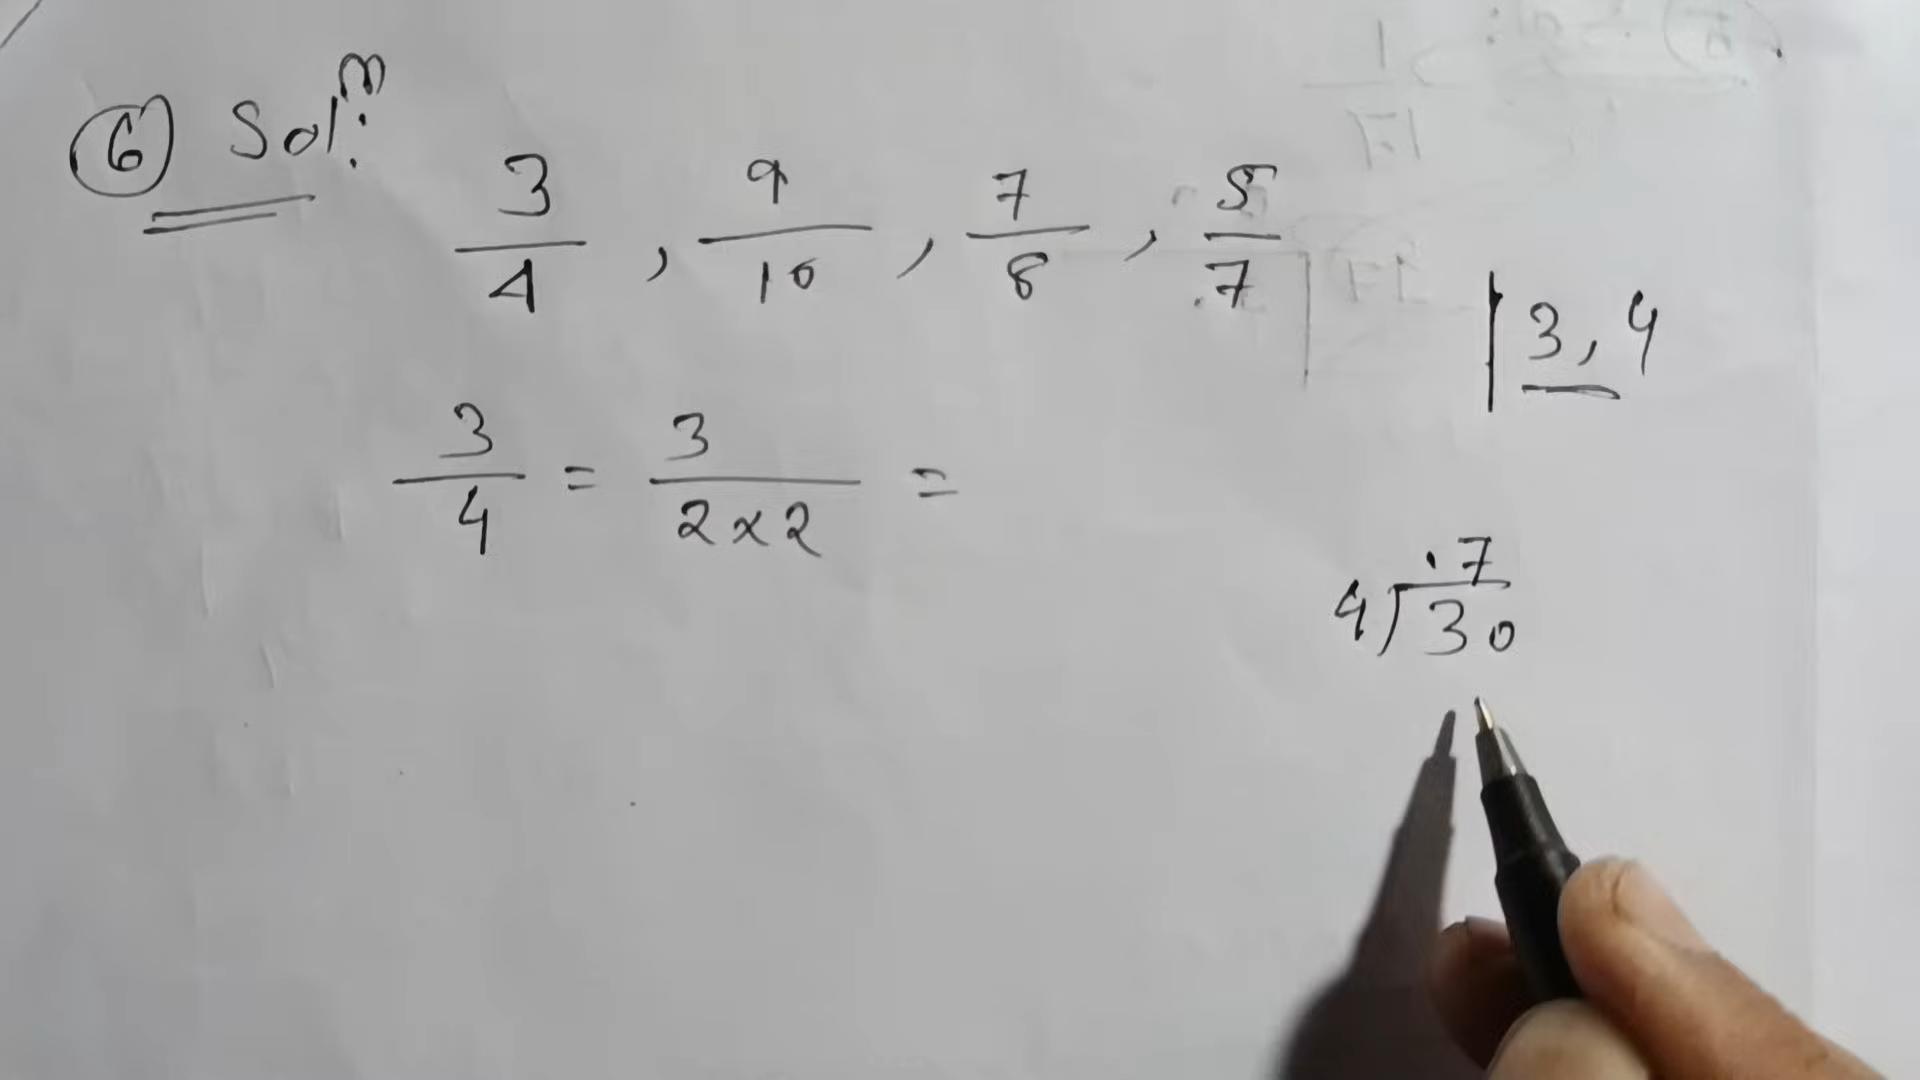 6 Solⁿ:
3/4, 9/10, 7/8, 5/7
3, 4
3/4 = 3/(2×2) =
.7
4)30